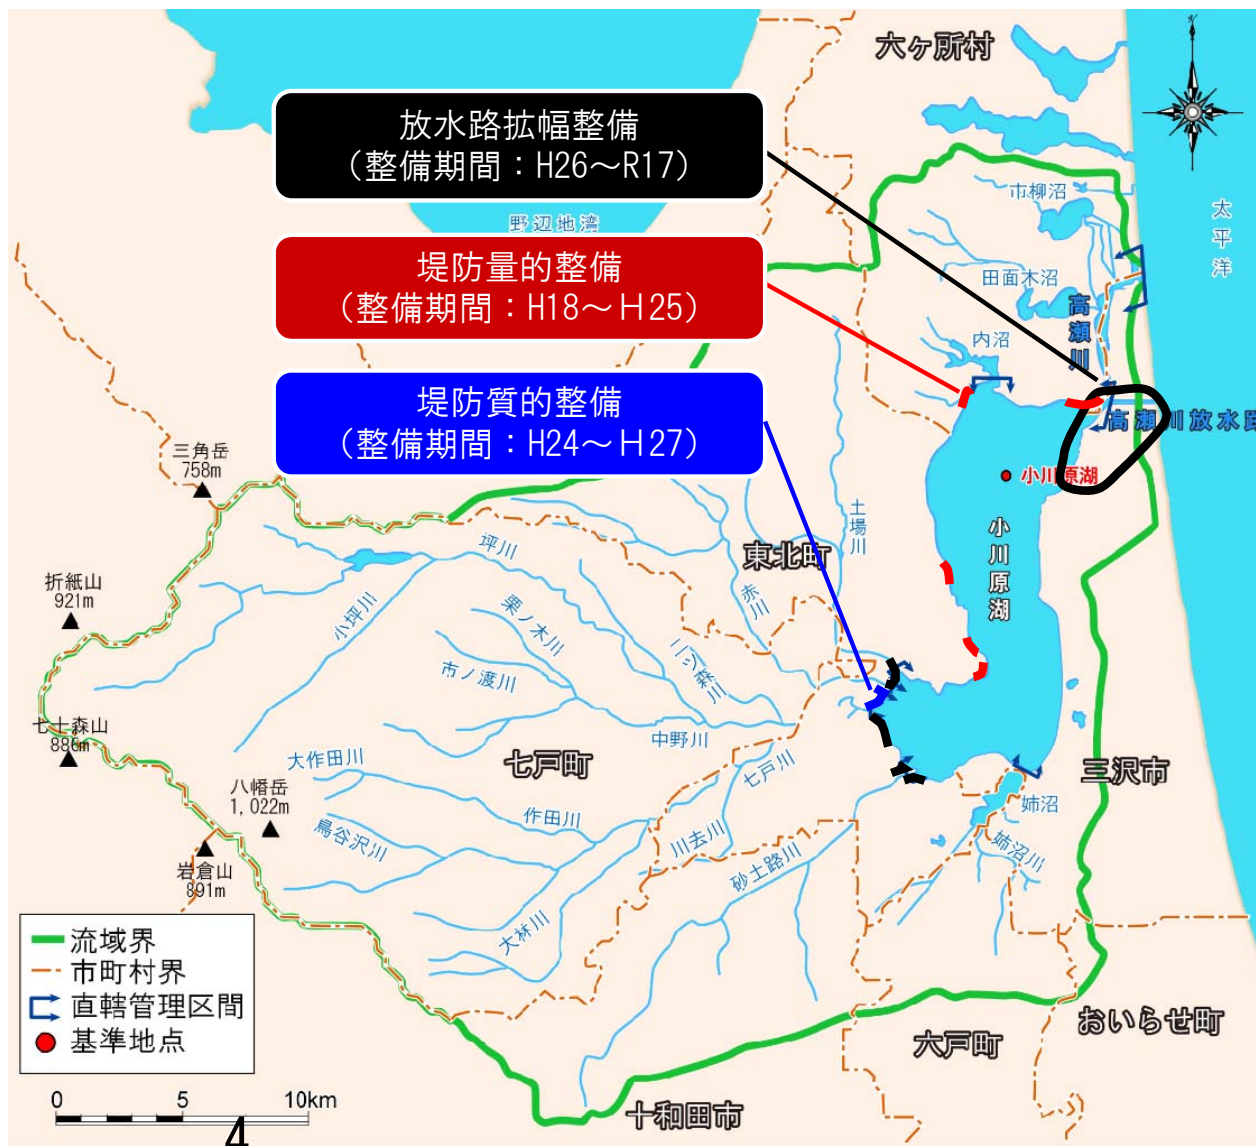 六ヶ所村
放水路拡幅整備
（整備期間：H26～R17）
市柳沼
太平洋
野辺地湾
堤防量的整備
（整備期間：H18～Ｈ25）
田面木沼
高瀬川
内沼
堤防質的整備
（整備期間：H24～Ｈ27）
高瀬川放水路
三角岳
758m
小川原湖
小川原湖
土場川
坪川
東北町
折紙山
921m
赤川
栗ノ木川
小坪川
二ツ森川
市ノ渡川
七十森山
886m
中野川
大作田川
七戸町
七戸川
三沢市
八幡岳
1,022m
姉沼
作田川
鳥谷沢川
川去川
姉沼川
岩倉山
891m
砂土路川
大林川
流域界
市町村界
直轄管理区間
基準地点
おいらせ町
六戸町
0 5 10km
十和田市
4